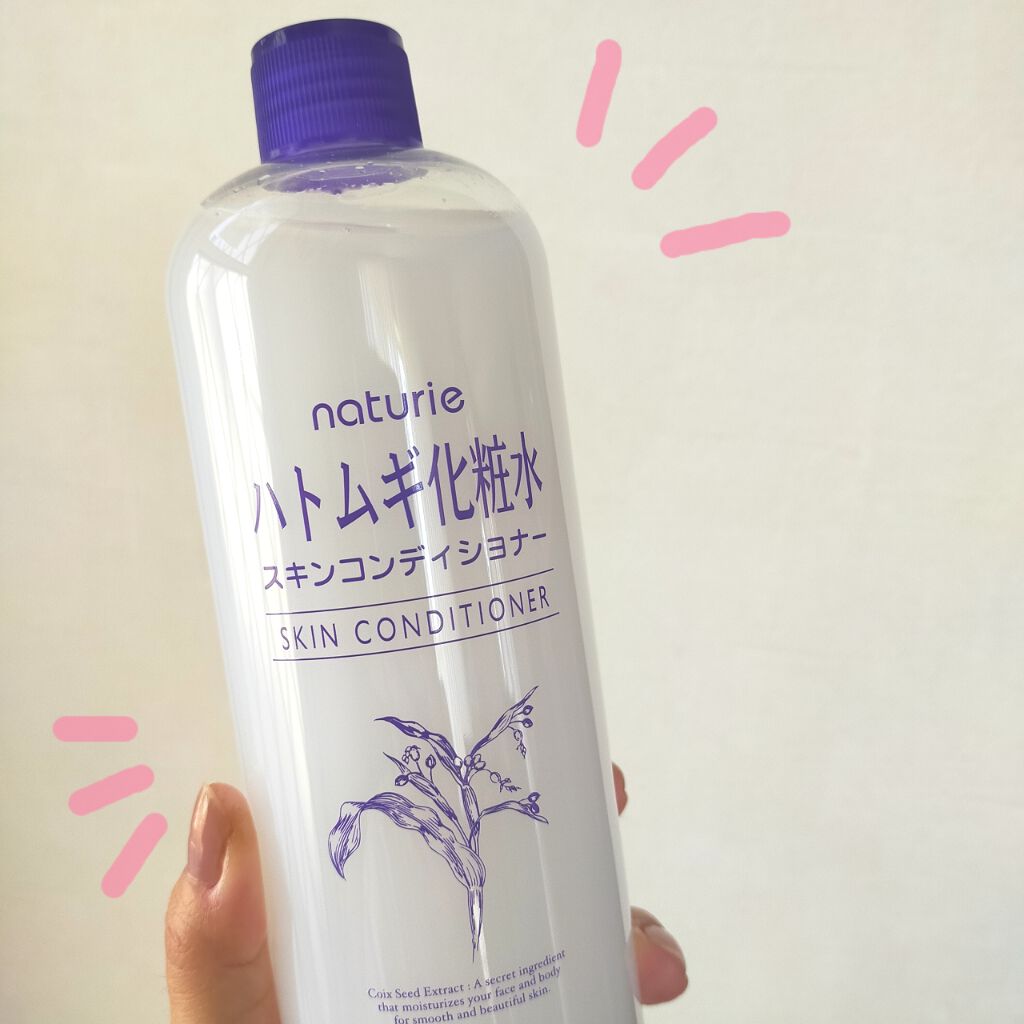 naturie
ハトムギ化粧水
スキンコンディショナー
SKIN CONDITIONER
Coix Seed Extract : A secret ingredient
that moisturizes your face and body
for smooth and beautiful skin.